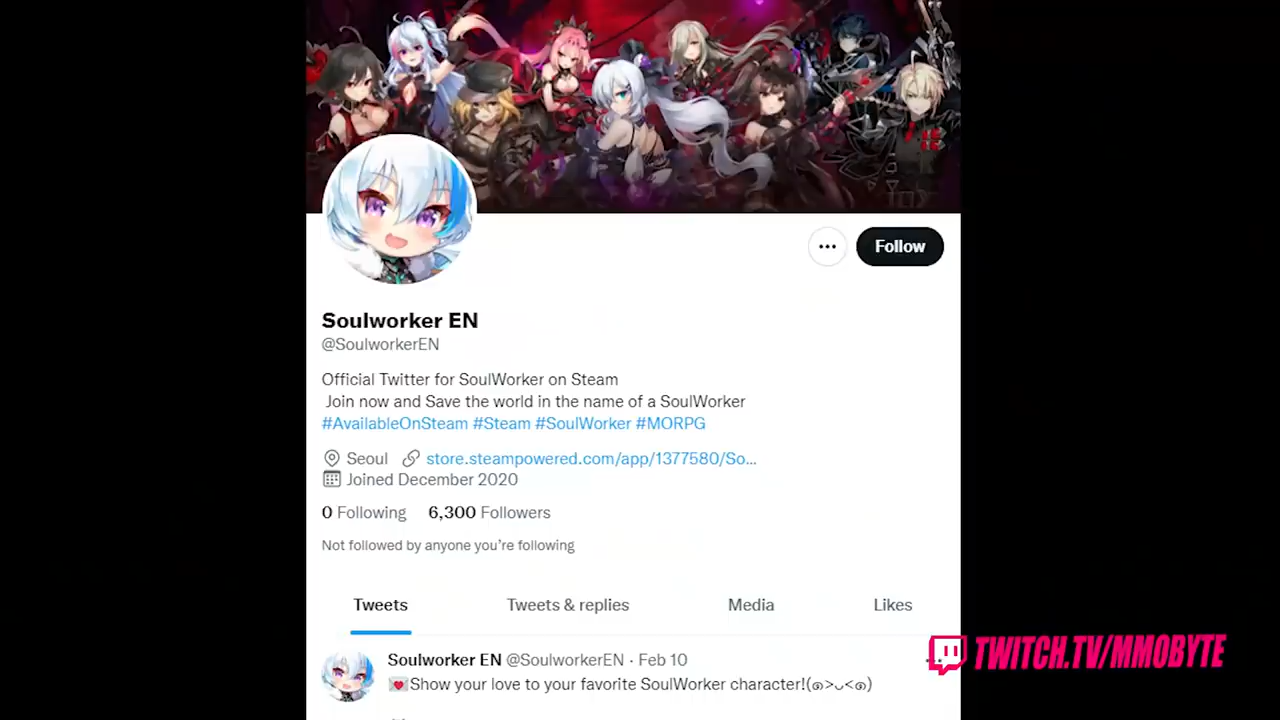 Follow
Soulworker EN
@SoulworkerEN
Official Twitter for SoulWorker on Steam
Join now and Save the world in the name of a SoulWorker
#AvailableOnSteam #Steam #SoulWorker #MORPG
Seoul store.steampowered.com/app/1377580/So...
Joined December 2020
0 Following 6,300 Followers
Not followed by anyone you're following
Tweets Tweets & replies Media Likes
Soulworker EN @SoulworkerEN · Feb 10
💌Show your love to your favorite SoulWorker character!(๑>ᴗ<๑)
TWITCH.TV/MMOBYTE